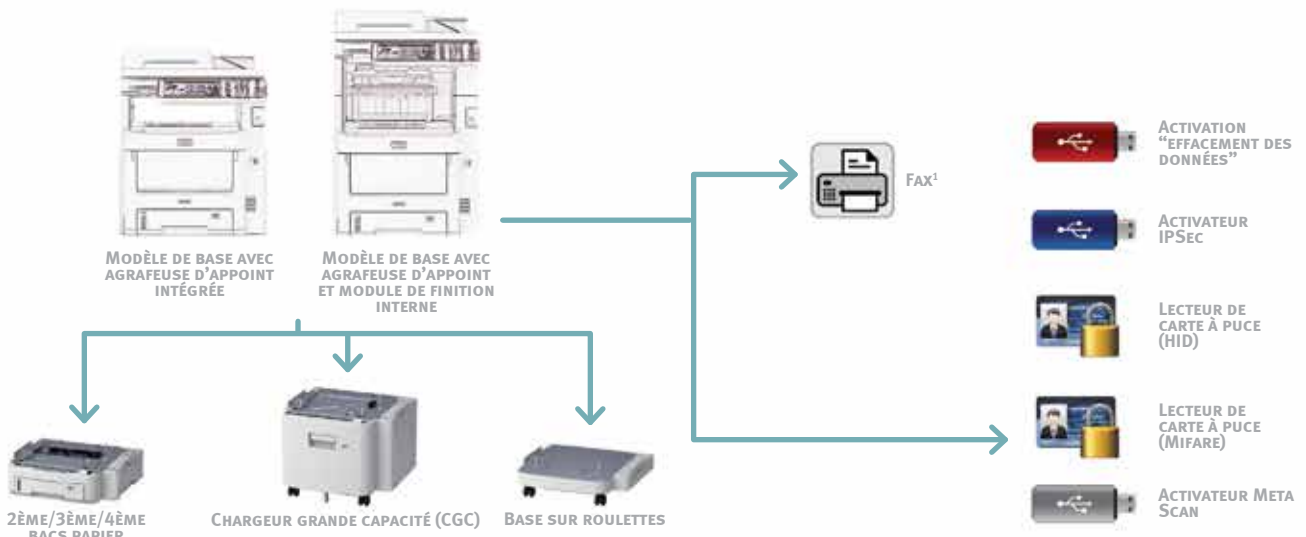 MODÈLE DE BASE AVEC
AGRAFEUSE D'APPOINT
INTÉGRÉE
MODÈLE DE BASE AVEC
AGRAFEUSE D'APPOINT
ET MODULE DE FINITION
INTERNE
2ÈME/3ÈME/4ÈME
BACS PAPIER
CHARGEUR GRANDE CAPACITÉ (CGC)
BASE SUR ROULETTES
FAX¹
ACTIVATION
“EFFACEMENT DES
DONNÉES”
ACTIVATEUR
IPSEC
LECTEUR DE
CARTE À PUCE
(HID)
LECTEUR DE
CARTE À PUCE
(MIFARE)
ACTIVATEUR META
SCAN